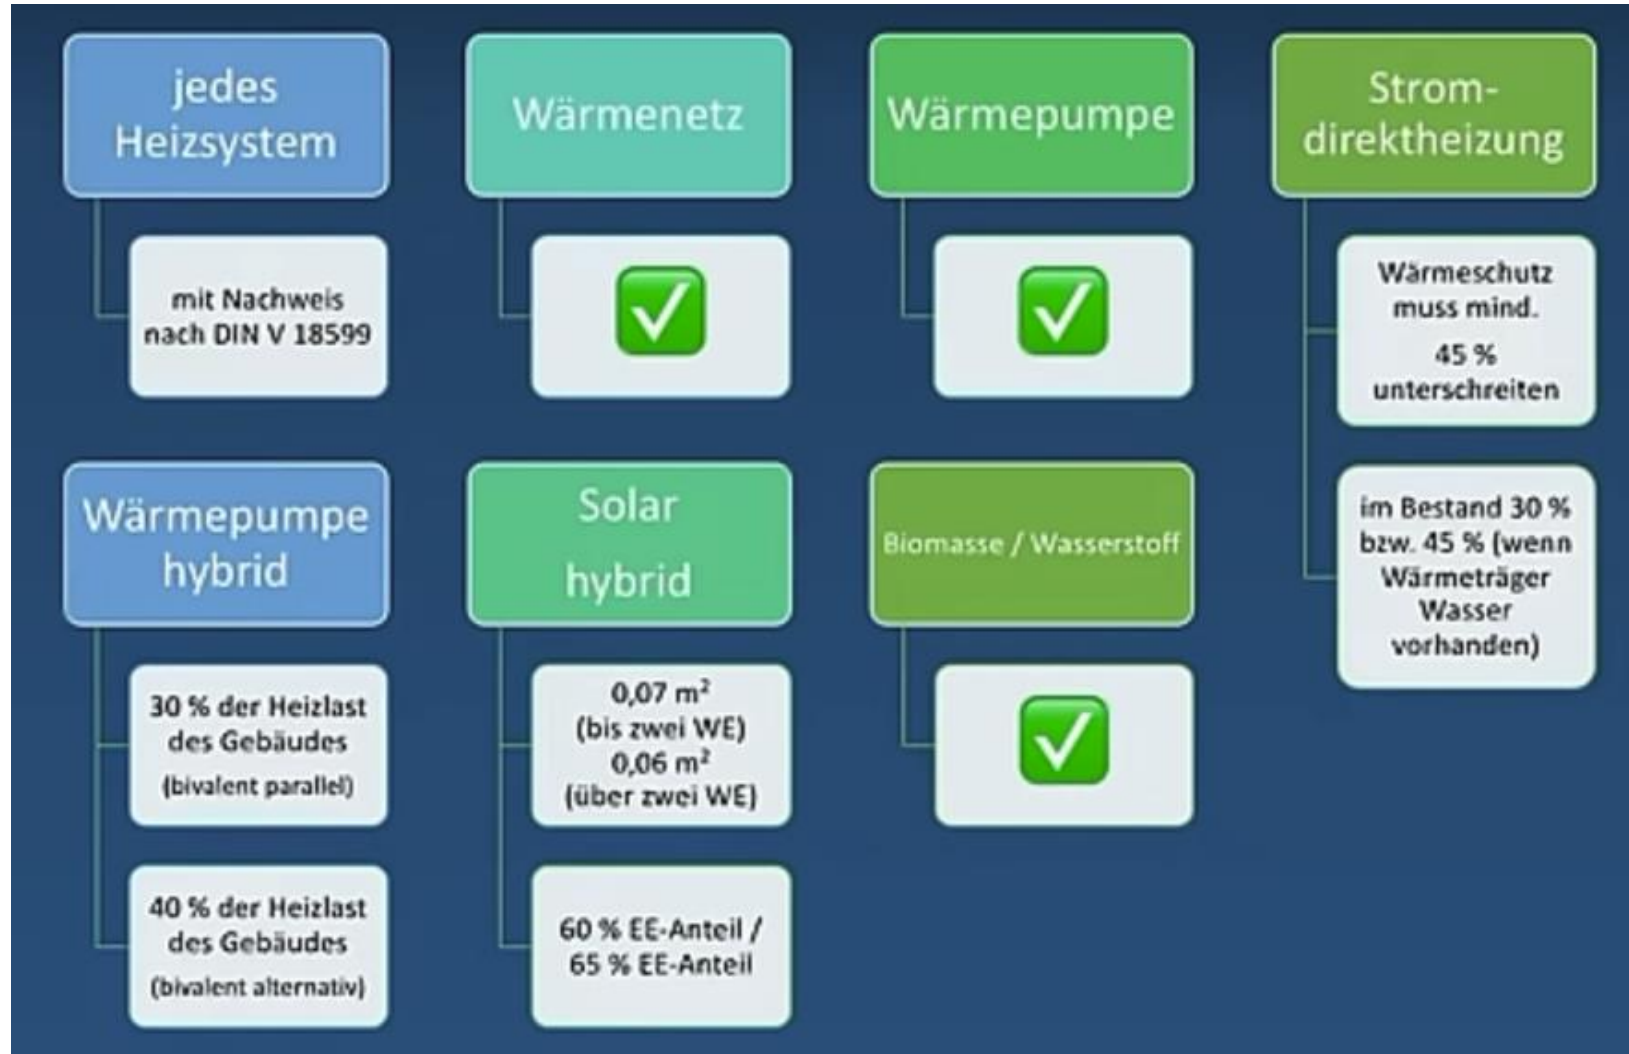 jedes
Heizsystem
mit Nachweis
nach DIN V 18599
Wärmenetz
Wärmepumpe
Strom-
direktheizung
Wärmeschutz
muss mind.
45 %
unterschreiten
im Bestand 30 %
bzw. 45 % (wenn
Wärmeträger
Wasser
vorhanden)
Wärmepumpe
hybrid
30 % der Heizlast
des Gebäudes
(bivalent parallel)
40 % der Heizlast
des Gebäudes
(bivalent alternativ)
Solar
hybrid
0,07 m²
(bis zwei WE)
0,06 m²
(über zwei WE)
60 % EE-Anteil /
65 % EE-Anteil
Biomasse / Wasserstoff